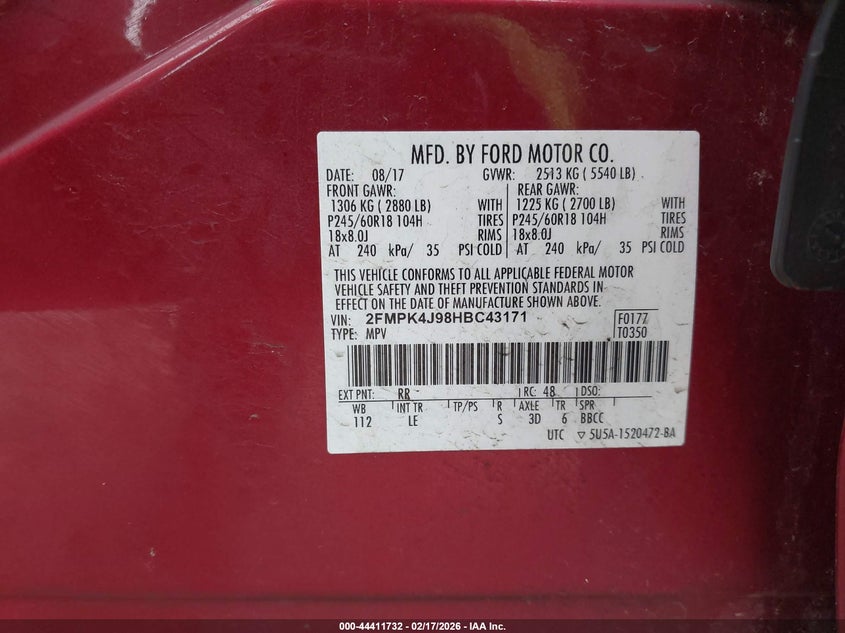 MFD. BY FORD MOTOR CO.
DATE: 08/17 GVWR: 2513 KG ( 5540 LB)
FRONT GAWR: REAR GAWR:
1306 KG ( 2880 LB) WITH 1225 KG ( 2700 LB) WITH
P245/60R18 104H TIRES P245/60R18 104H TIRES
18x8.0J RIMS 18x8.0J RIMS
AT 240 kPa/ 35 PSI COLD AT 240 kPa/ 35 PSI COLD
THIS VEHICLE CONFORMS TO ALL APPLICABLE FEDERAL MOTOR
VEHICLE SAFETY AND THEFT PREVENTION STANDARDS IN
EFFECT ON THE DATE OF MANUFACTURE SHOWN ABOVE.
VIN: 2FMPK4J98HBC43171 F0177
TYPE: MPV T0350
EXT PNT: RR RC: 48 DSO:
WB INT TR TP/PS R AXLE TR SPR
112 LE S 3D 6 BBCC
UTC ▽ 5U5A-1520472-BA
000-44411732 - 02/17/2026 - IAA Inc.